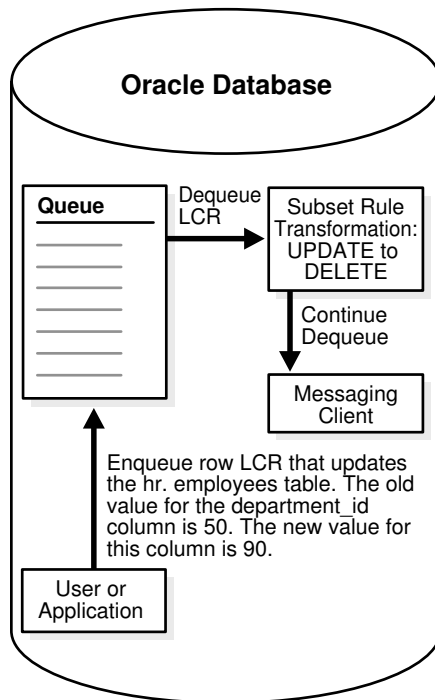 Oracle Database
Queue
Dequeue
LCR
Subset Rule
Transformation:
UPDATE to
DELETE
Continue
Dequeue
Messaging
Client
Enqueue row LCR that updates
the hr. employees table. The old
value for the department_id
column is 50. The new value for
this column is 90.
User or
Application